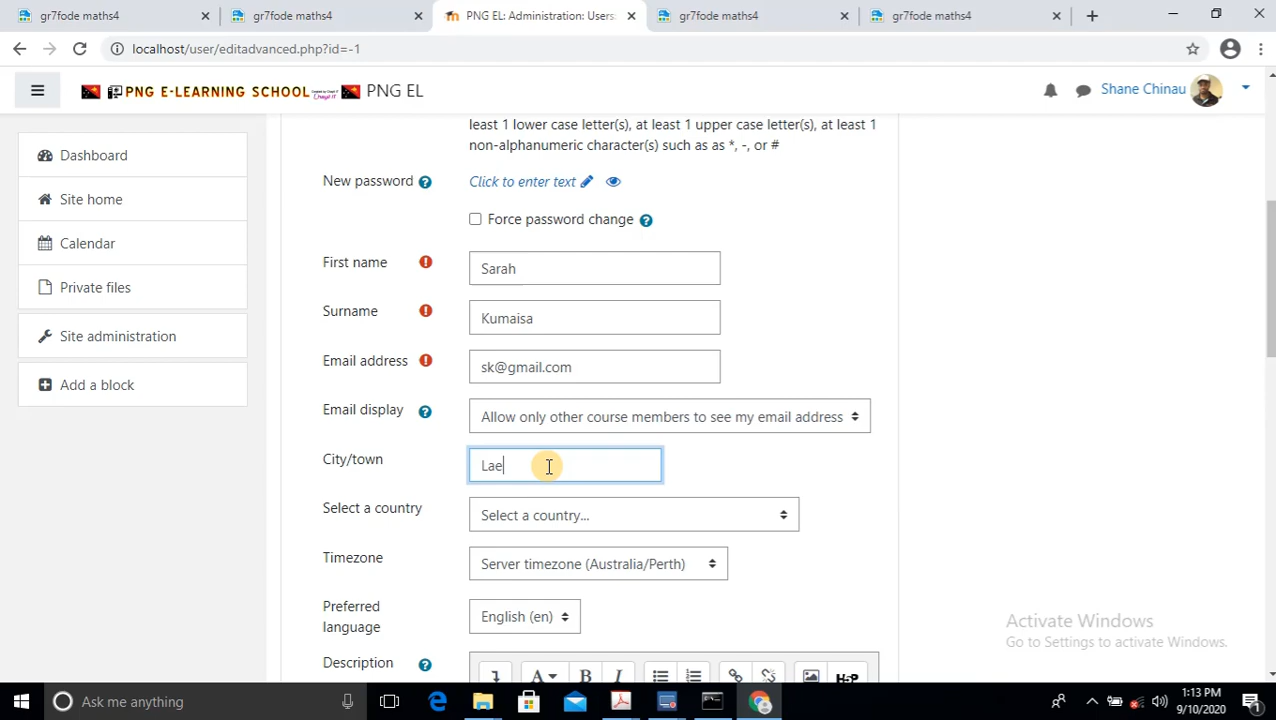 gr7fode maths4
gr7fode maths4
PNG EL: Administration: Users
gr7fode maths4
gr7fode maths4
localhost/user/editadvanced.php?id=-1
PNG E-LEARNING SCHOOL
PNG EL
Shane Chinau
Dashboard
Site home
Calendar
Private files
Site administration
Add a block
least 1 lower case letter(s), at least 1 upper case letter(s), at least 1
non-alphanumeric character(s) such as as *, -, or #
New password
Click to enter text
Force password change
First name
Sarah
Surname
Kumaisa
Email address
sk@gmail.com
Email display
Allow only other course members to see my email address
City/town
Lae
Select a country
Select a country...
Timezone
Server timezone (Australia/Perth)
Preferred
language
English (en)
Description
A
B
I
H5P
Activate Windows
Go to Settings to activate Windows.
Ask me anything
1:13 PM
9/10/2020
1